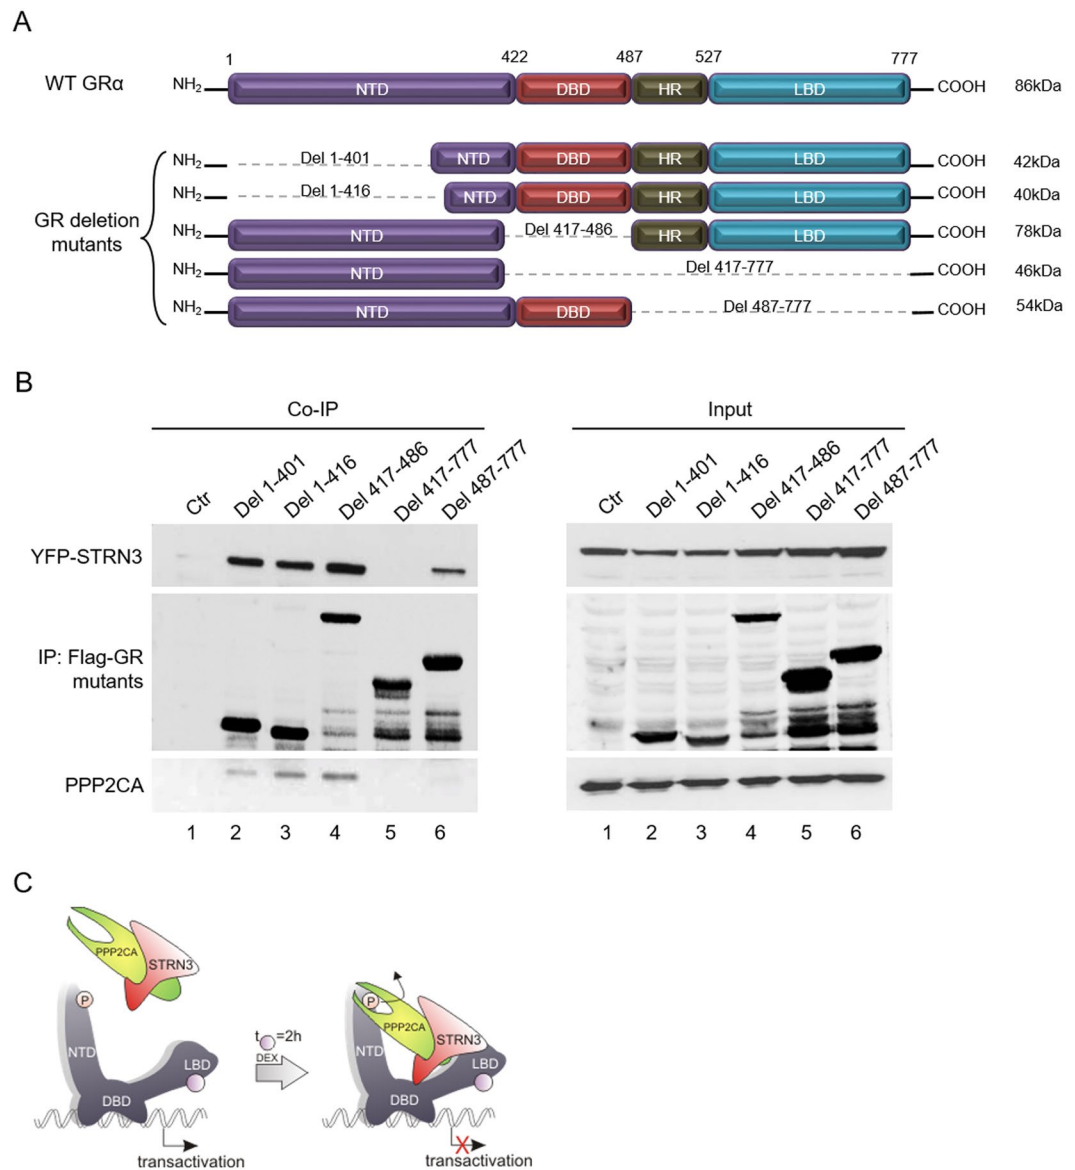 A
1 422 487 527 777
WT GRα NH2 NTD DBD HR LBD COOH 86kDa
NH2 Del 1-401 NTD DBD HR LBD COOH 42kDa
NH2 Del 1-416 NTD DBD HR LBD COOH 40kDa
GR deletion
mutants
NH2 NTD Del 417-486 HR LBD COOH 78kDa
NH2 NTD Del 417-777 COOH 46kDa
NH2 NTD DBD Del 487-777 COOH 54kDa
B
Co-IP
Input
Ctr Del 1-401 Del 1-416 Del 417-486 Del 417-777 Del 487-777
Ctr Del 1-401 Del 1-416 Del 417-486 Del 417-777 Del 487-777
YFP-STRN3
IP: Flag-GR
mutants
PPP2CA
1 2 3 4 5 6
1 2 3 4 5 6
C
PPP2CA
STRN3
P
NTD
LBD
DBD
transactivation
t =2h
DEX
P
PPP2CA
STRN3
NTD
LBD
DBD
transactivation